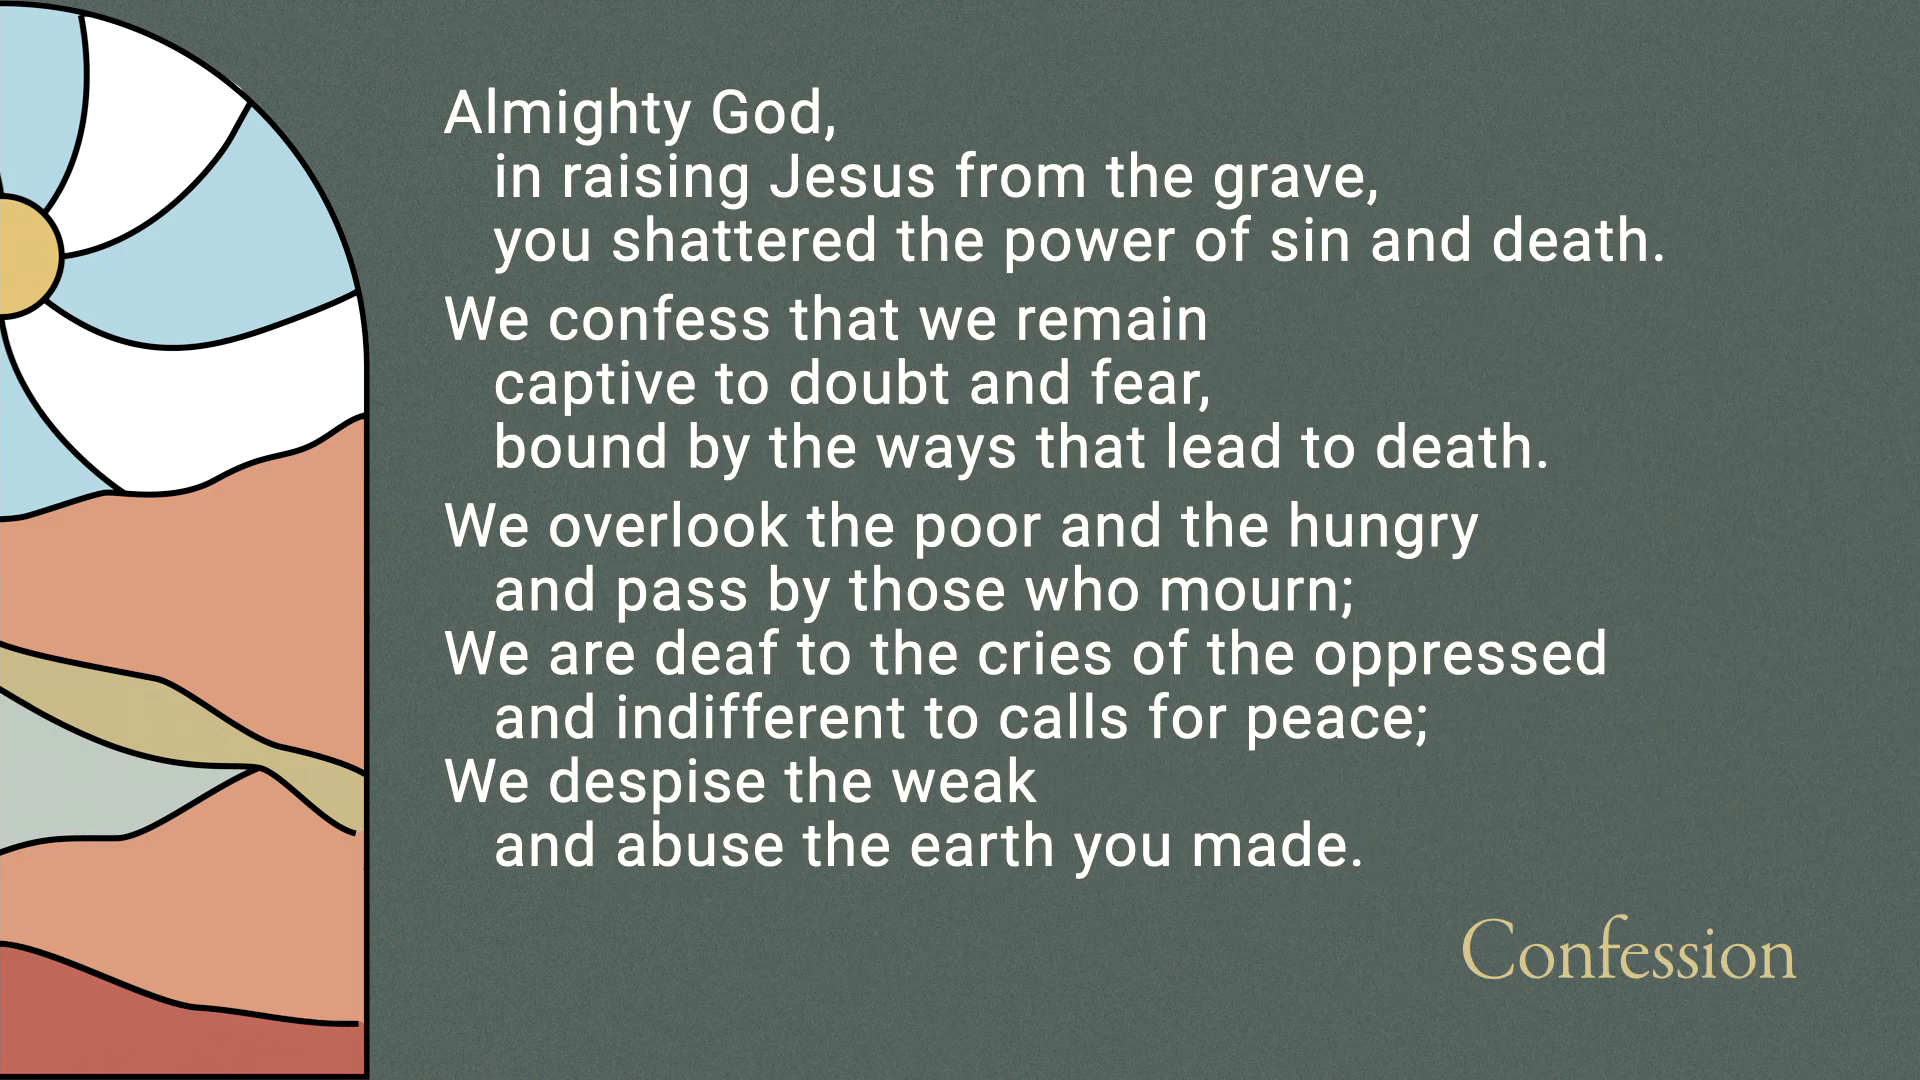 Almighty God,
in raising Jesus from the grave,
you shattered the power of sin and death.
We confess that we remain
captive to doubt and fear,
bound by the ways that lead to death.
We overlook the poor and the hungry
and pass by those who mourn;
We are deaf to the cries of the oppressed
and indifferent to calls for peace;
We despise the weak
and abuse the earth you made.
Confession